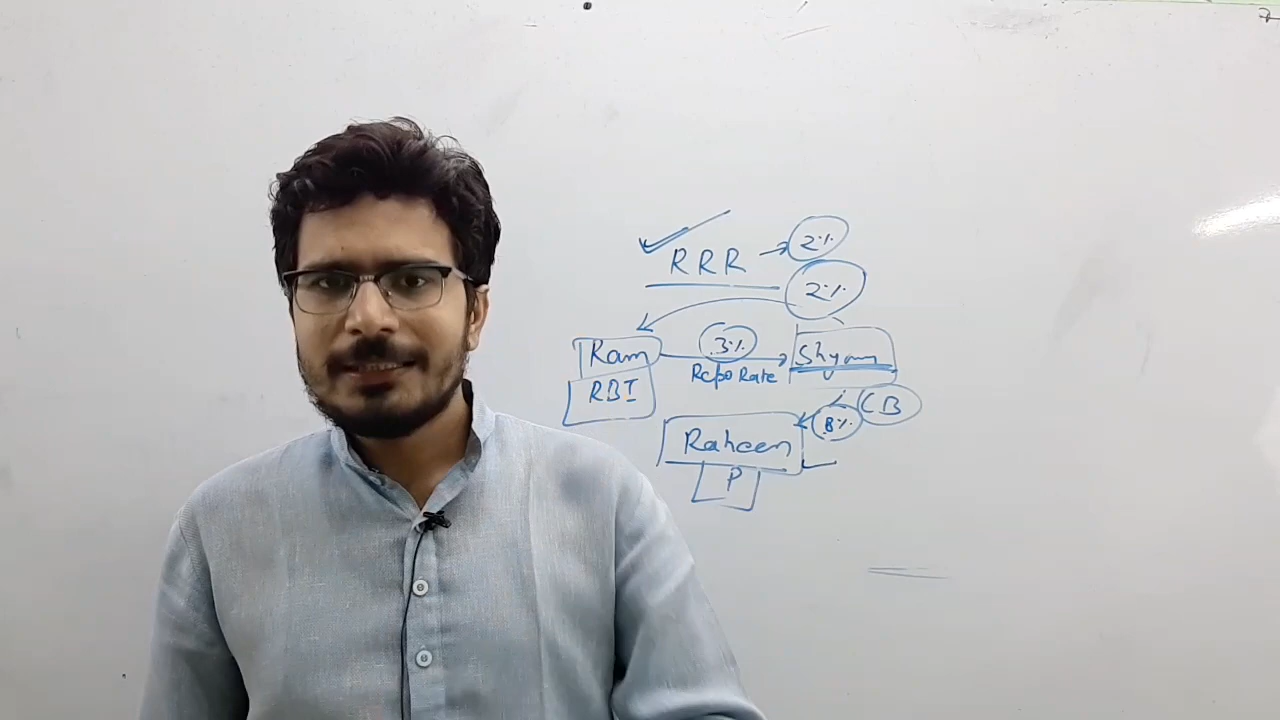 RRR → 2%
2%
Ram 3% Shyam
Repo Rate
RBI
CB
8%
Raheem
P